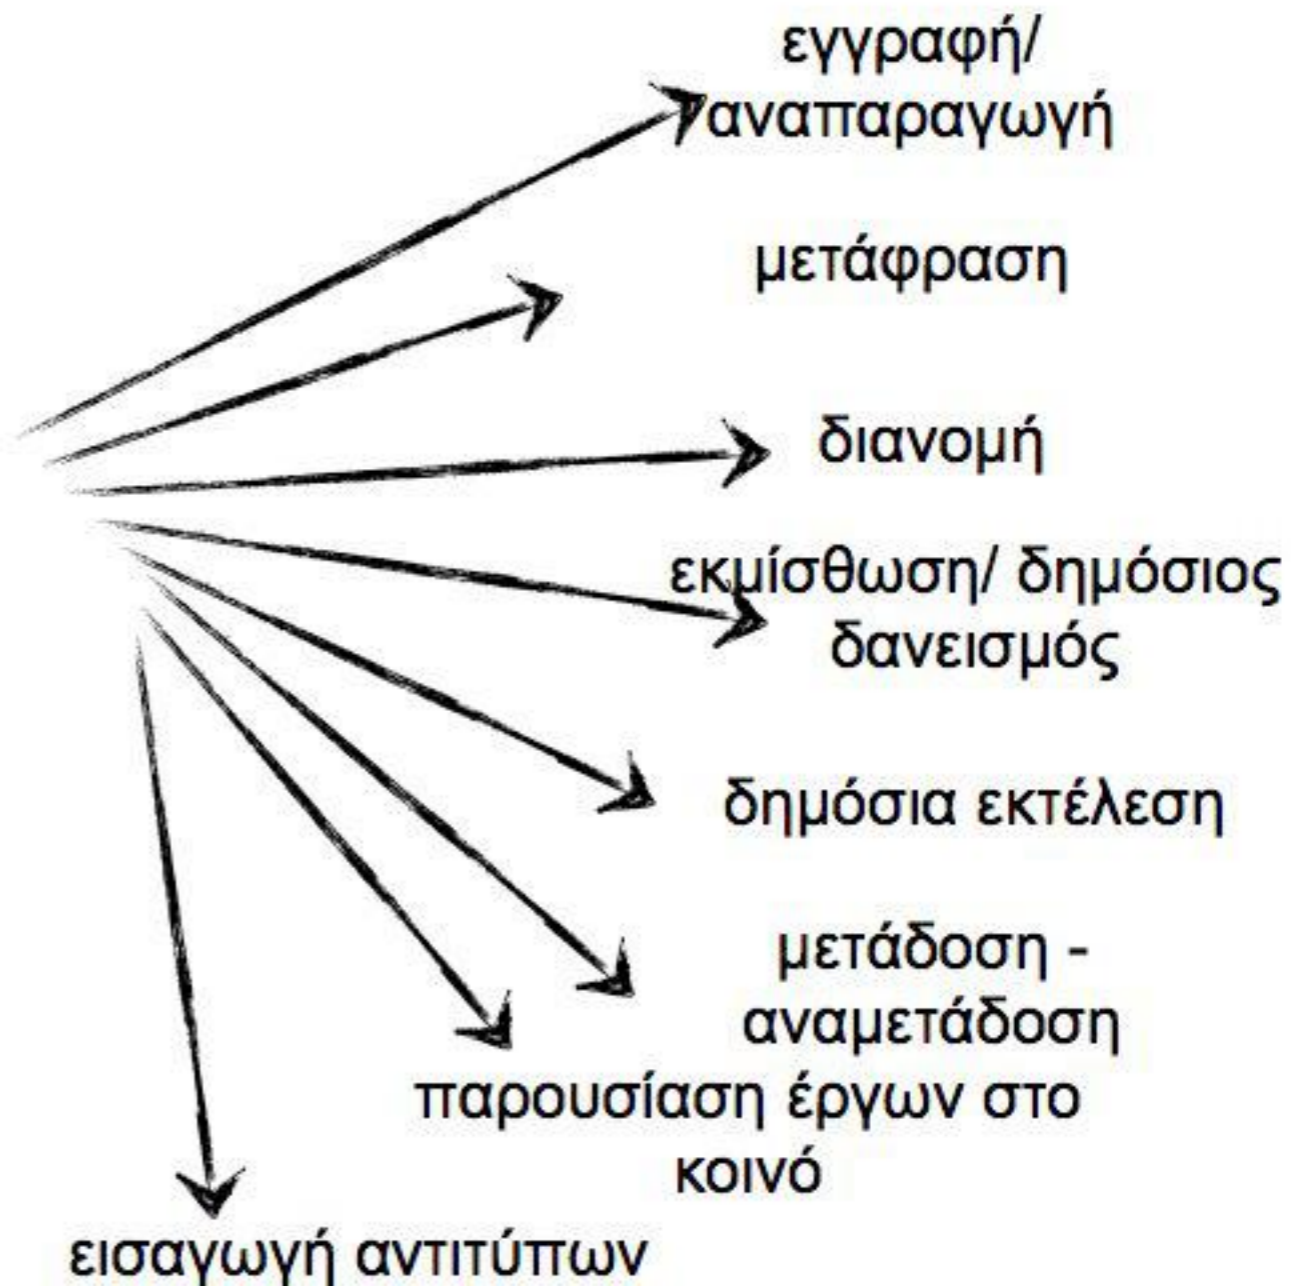 εγγραφή/
αναπαραγωγή
μετάφραση
διανομή
εκμίσθωση/ δημόσιος
δανεισμός
δημόσια εκτέλεση
μετάδοση -
αναμετάδοση
παρουσίαση έργων στο
κοινό
εισαγωγή αντιτύπων